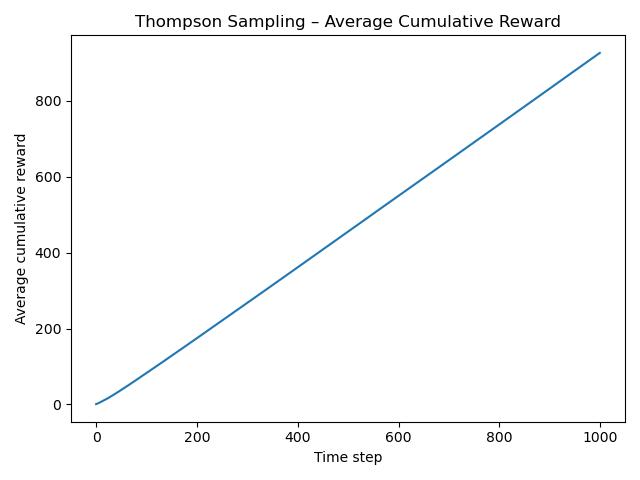 Thompson Sampling – Average Cumulative Reward
Average cumulative reward
800
600
400
200
0
0 200 400 600 800 1000
Time step